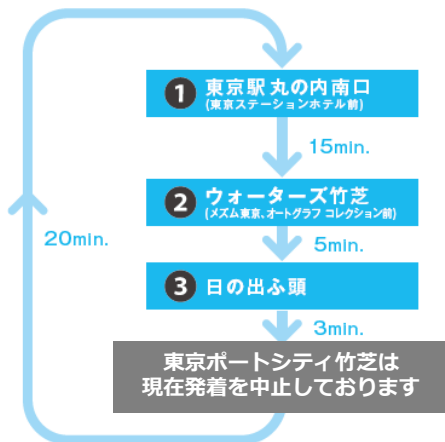 1 東京駅 丸の内南口
(東京ステーションホテル前)
15min.
2 ウォーターズ竹芝
(メズム東京、オートグラフ コレクション前)
5min.
20min.
3 日の出ふ頭
3min.
東京ポートシティ竹芝は
現在発着を中止しております